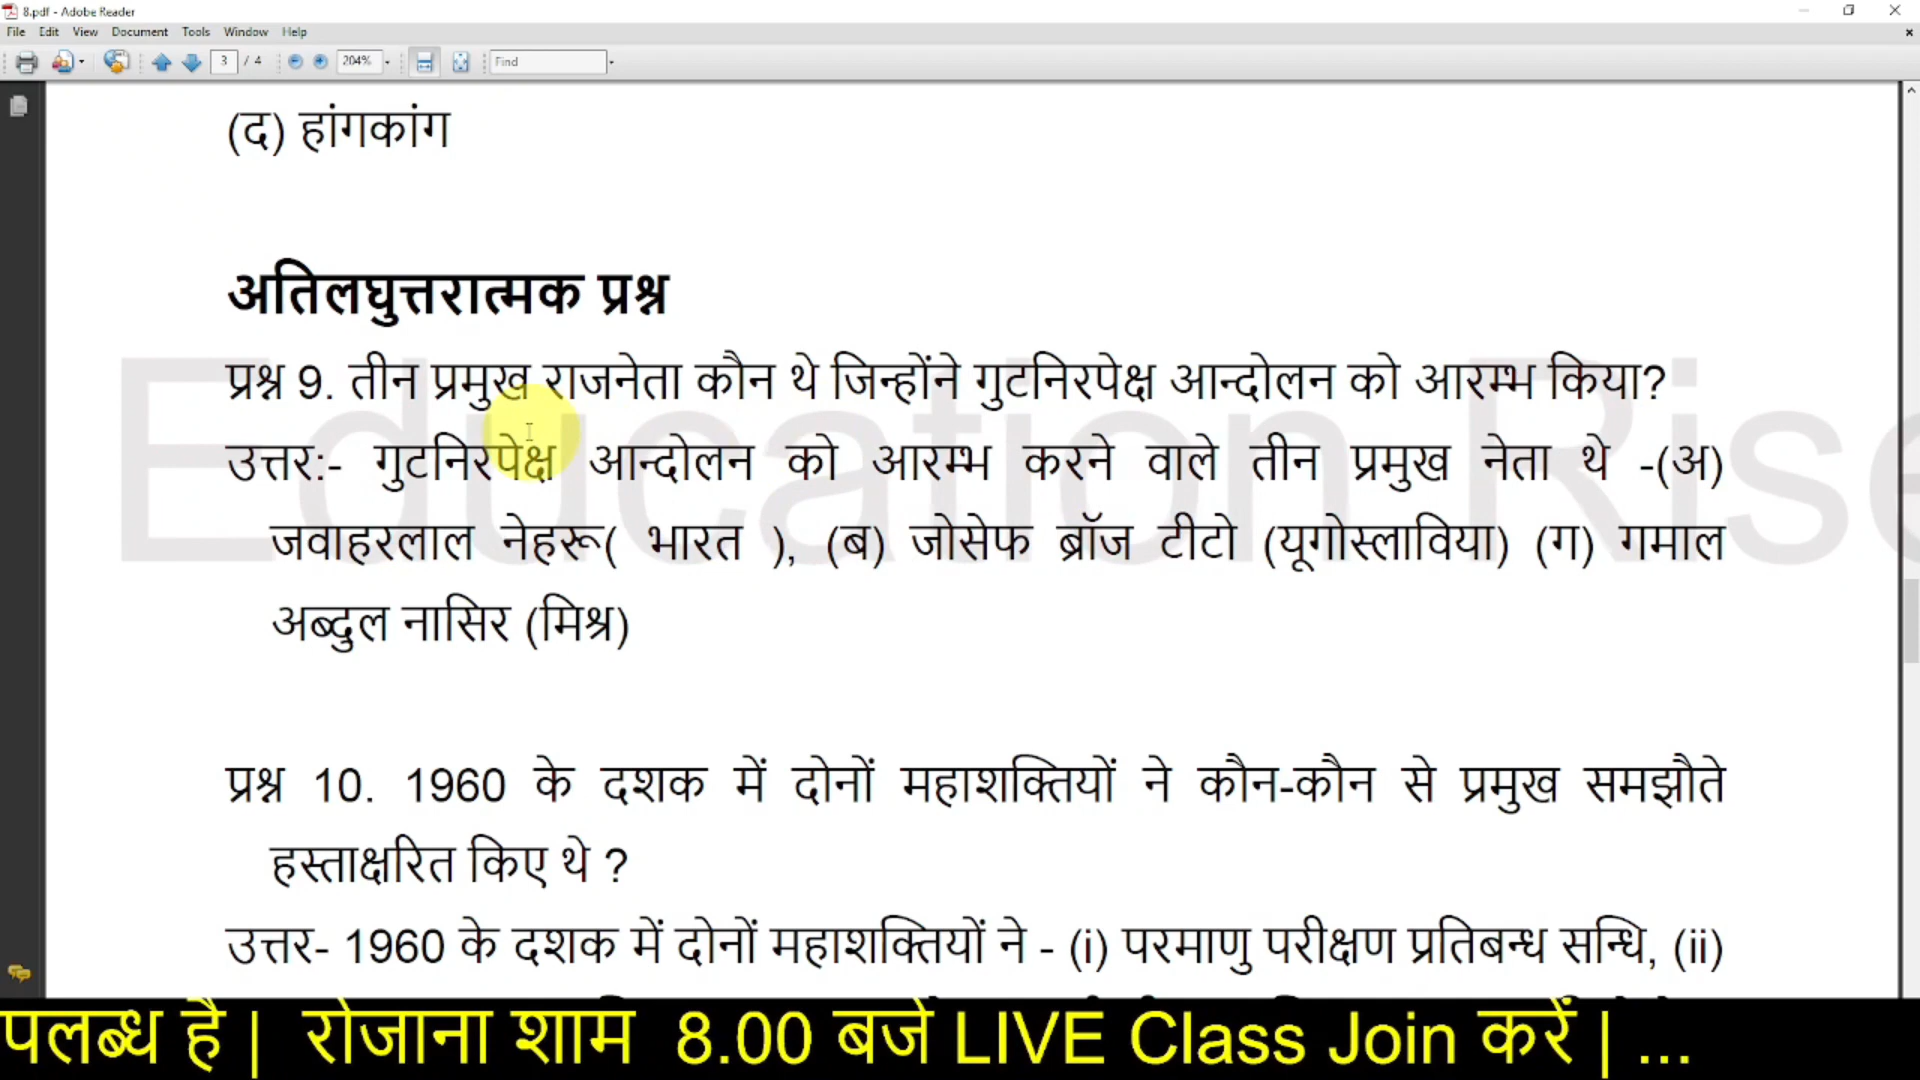 8.pdf - Adobe Reader
File Edit View Document Tools Window Help
3 / 4 204% Find
(द) हांगकांग
अतिलघुत्तरात्मक प्रश्न
प्रश्न 9. तीन प्रमुख राजनेता कौन थे जिन्होंने गुटनिरपेक्ष आन्दोलन को आरम्भ किया?
उत्तर:- गुटनिरपेक्ष आन्दोलन को आरम्भ करने वाले तीन प्रमुख नेता थे -(अ)
जवाहरलाल नेहरू( भारत ), (ब) जोसेफ ब्रॉज टीटो (यूगोस्लाविया) (ग) गमाल
अब्दुल नासिर (मिश्र)
Education Rise
प्रश्न 10. 1960 के दशक में दोनों महाशक्तियों ने कौन-कौन से प्रमुख समझौते
हस्ताक्षरित किए थे ?
उत्तर- 1960 के दशक में दोनों महाशक्तियों ने - (i) परमाणु परीक्षण प्रतिबन्ध सन्धि, (ii)
पलब्ध है | रोजाना शाम 8.00 बजे LIVE Class Join करें | ...